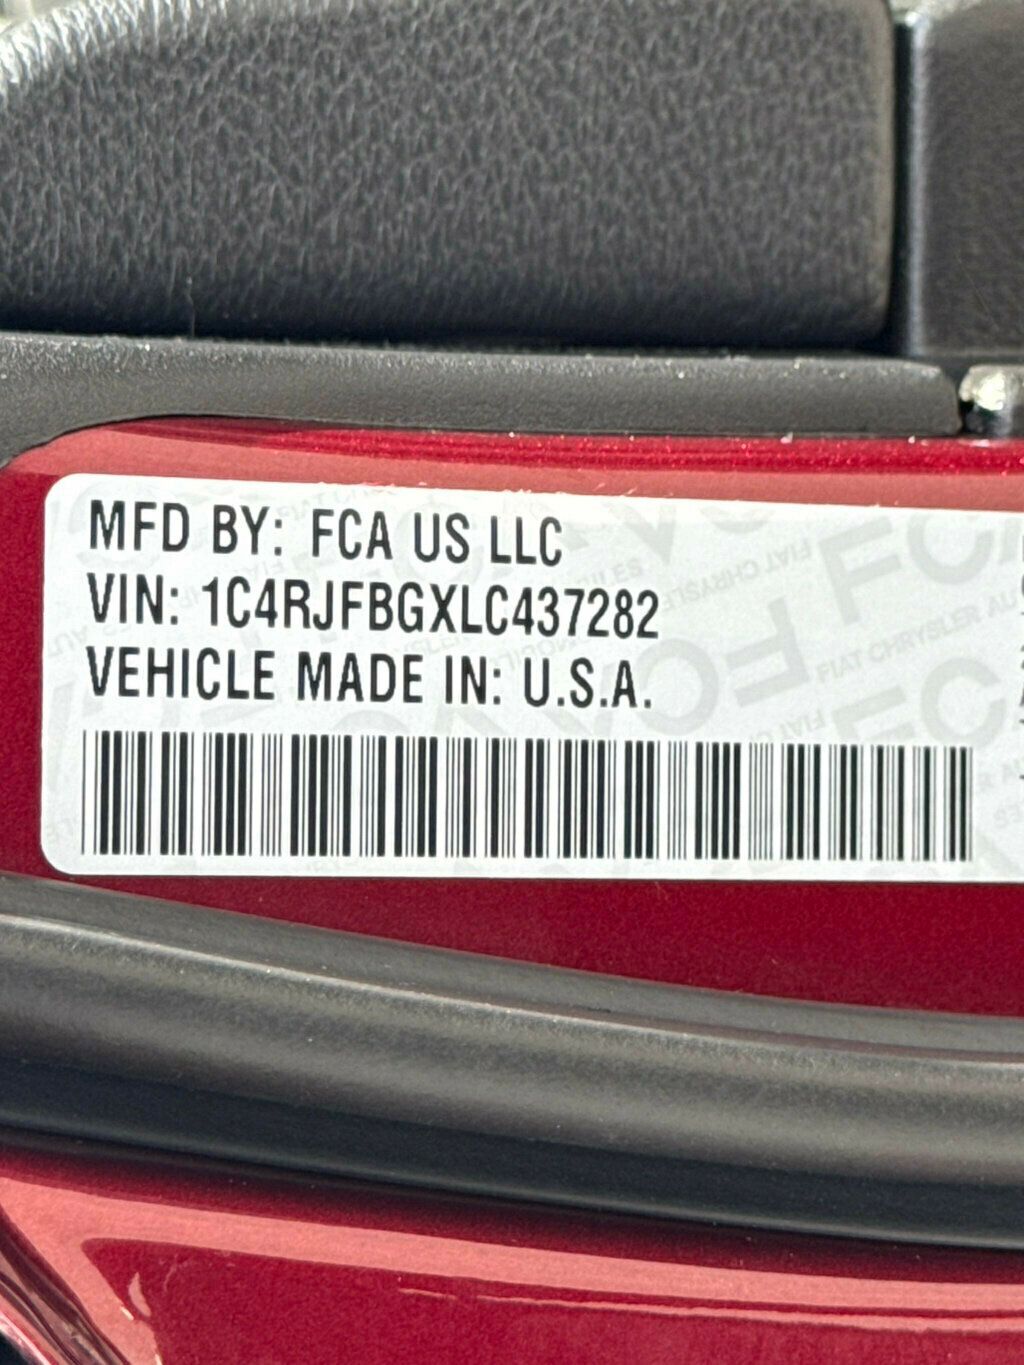 MFD BY: FCA US LLC
VIN: 1C4RJFBGXLC437282
VEHICLE MADE IN: U.S.A.